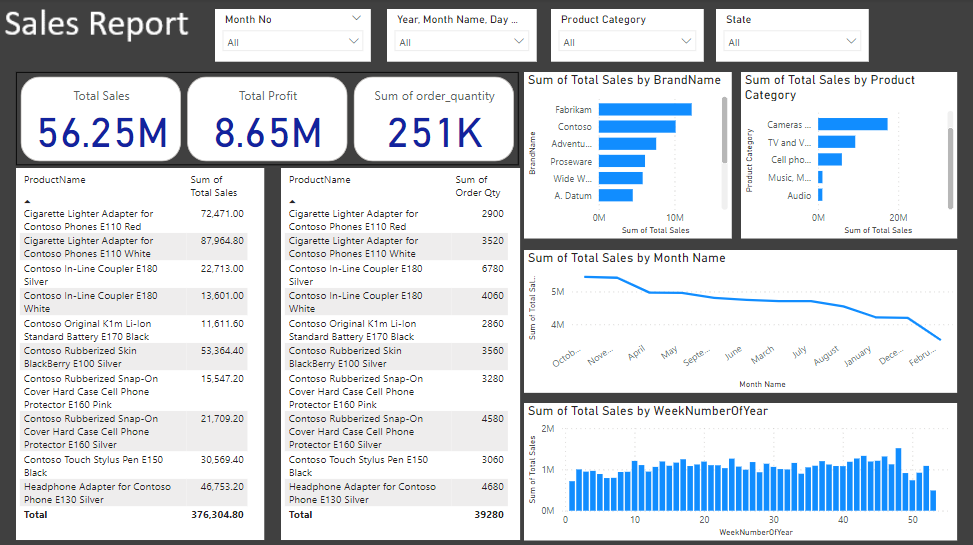 Sales Report
Month No
All
Year, Month Name, Day ...
All
Product Category
All
State
All
Total Sales
56.25M
Total Profit
8.65M
Sum of order_quantity
251K
ProductName
Sum of
Total Sales
Cigarette Lighter Adapter for
Contoso Phones E110 Red
72,471.00
Cigarette Lighter Adapter for
Contoso Phones E110 White
87,964.80
Contoso In-Line Coupler E180
Silver
22,713.00
Contoso In-Line Coupler E180
White
13,601.00
Contoso Original K1m Li-Ion
Standard Battery E170 Black
11,611.60
Contoso Rubberized Skin
BlackBerry E100 Silver
53,364.40
Contoso Rubberized Snap-On
Cover Hard Case Cell Phone
Protector E160 Pink
15,547.20
Contoso Rubberized Snap-On
Cover Hard Case Cell Phone
Protector E160 Silver
21,709.20
Contoso Touch Stylus Pen E150
Black
30,569.40
Headphone Adapter for Contoso
Phone E130 Silver
46,753.20
Total
376,304.80
ProductName
Sum of
Order Qty
Cigarette Lighter Adapter for
Contoso Phones E110 Red
2900
Cigarette Lighter Adapter for
Contoso Phones E110 White
3520
Contoso In-Line Coupler E180
Silver
6780
Contoso In-Line Coupler E180
White
4060
Contoso Original K1m Li-Ion
Standard Battery E170 Black
2860
Contoso Rubberized Skin
BlackBerry E100 Silver
3560
Contoso Rubberized Snap-On
Cover Hard Case Cell Phone
Protector E160 Pink
3280
Contoso Rubberized Snap-On
Cover Hard Case Cell Phone
Protector E160 Silver
4580
Contoso Touch Stylus Pen E150
Black
3060
Headphone Adapter for Contoso
Phone E130 Silver
4680
Total
39280
Sum of Total Sales by BrandName
BrandName
Fabrikam
Contoso
Adventu...
Proseware
Wide W...
A. Datum
0M
10M
Sum of Total Sales
Sum of Total Sales by Product
Category
Product Category
Cameras ...
TV and V...
Cell pho...
Music, M...
Audio
0M
20M
Sum of Total Sales
Sum of Total Sales by Month Name
Sum of Total Sal...
5M
4M
Octob...
Nove...
April
May
Septe...
June
March
July
August
January
Dece...
Febru...
Month Name
Sum of Total Sales by WeekNumberOfYear
Sum of Total Sales
2M
1M
0M
0
10
20
30
40
50
WeekNumberOfYear